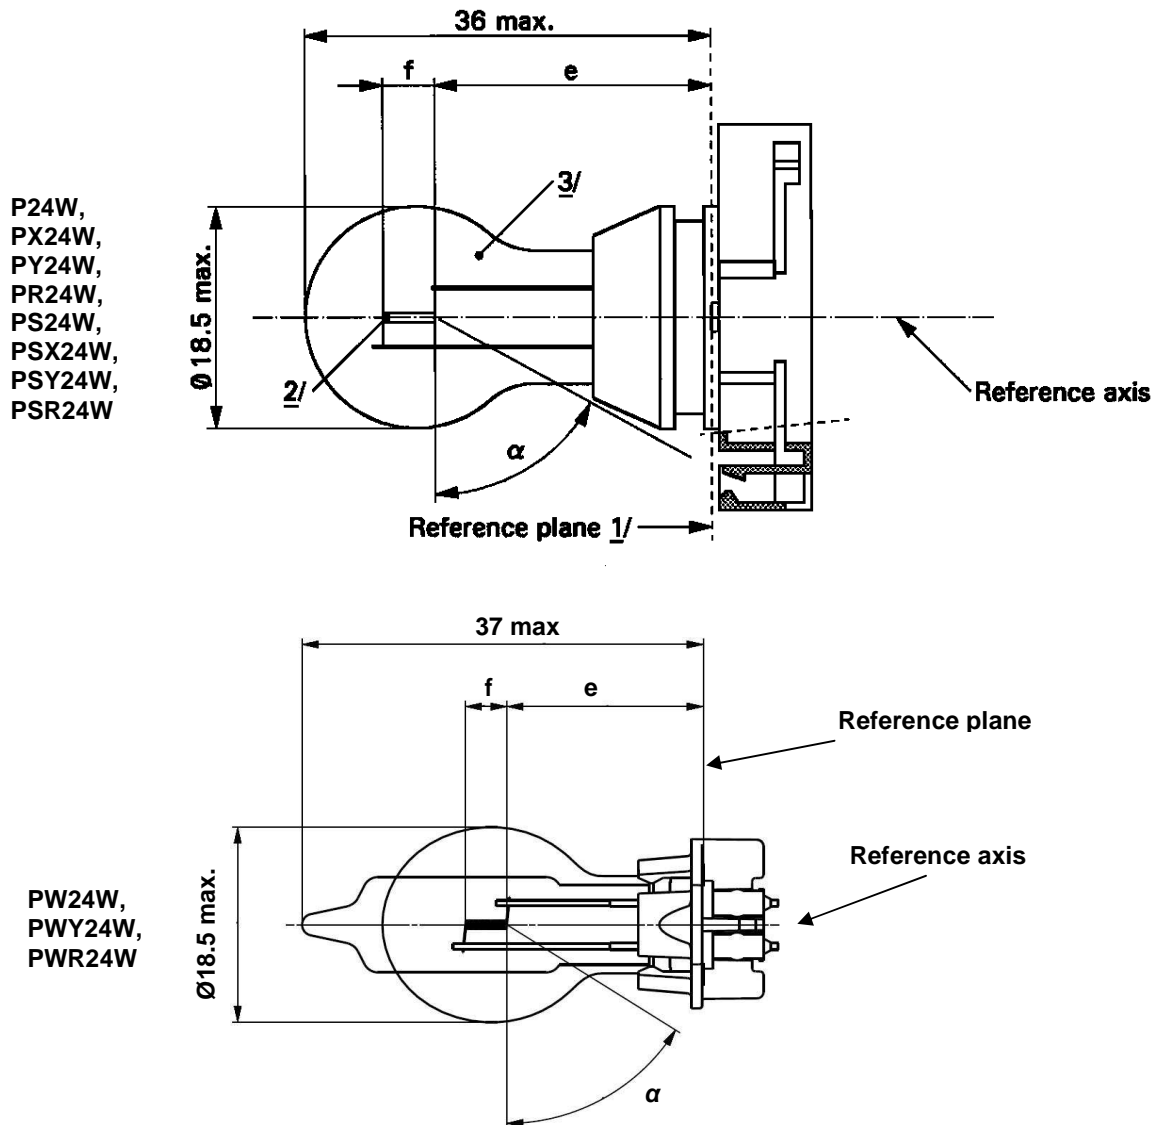 36 max.
f
e
3/
P24W,
PX24W,
PY24W,
PR24W,
PS24W,
PSX24W,
PSY24W,
PSR24W
Ø 18.5 max.
2/
Reference axis
α
Reference plane 1/
37 max
f
e
Reference plane
Reference axis
PW24W,
PWY24W,
PWR24W
Ø18.5 max.
α